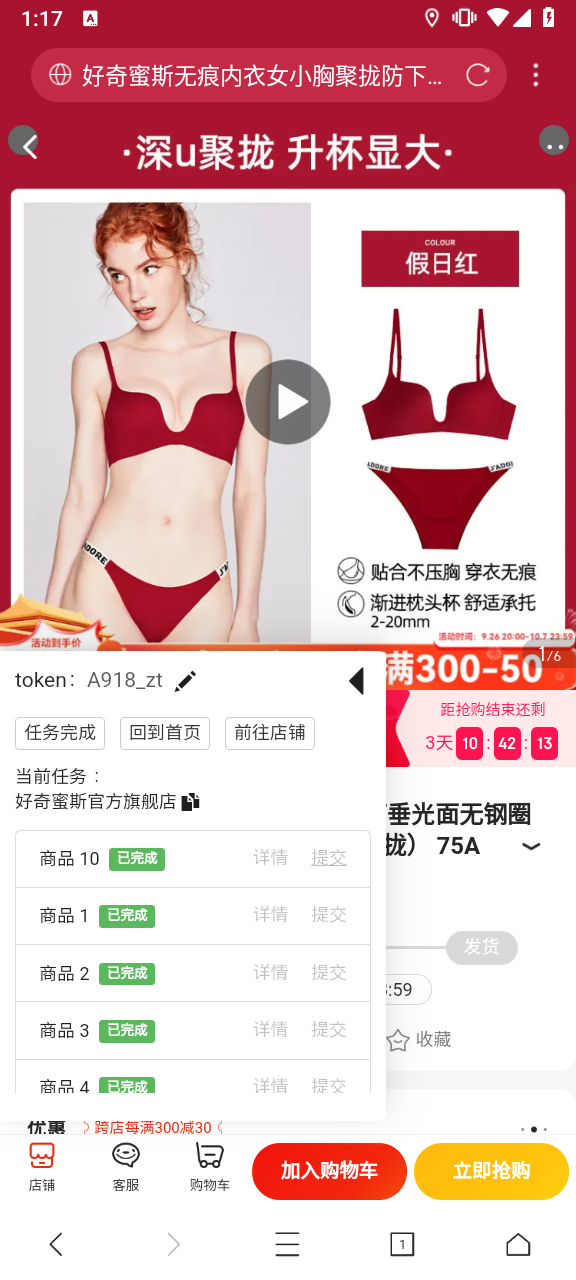 1:17
A
好奇蜜斯无痕内衣女小胸聚拢防下…
·深u聚拢 升杯显大·
COLOUR
假日红
ADORE
J'ADOR
ADORE
J'A
贴合不压胸 穿衣无痕
渐进枕头杯 舒适承托
2-20mm
活动到手价
活动时间: 9.26 20:00-10.7 23:59
满300-50
1/6
token: A918_zt
距抢购结束还剩
3天 10 : 42 : 13
任务完成 回到首页 前往店铺
当前任务 :
好奇蜜斯官方旗舰店
垂光面无钢圈
拢） 75A
商品 10 已完成 详情 提交
商品 1 已完成 详情 提交
发货
商品 2 已完成 详情 提交
:59
商品 3 已完成 详情 提交
收藏
商品 4 已完成 详情 提交
优惠 跨店每满300减30
店铺 客服 购物车 加入购物车 立即抢购
1